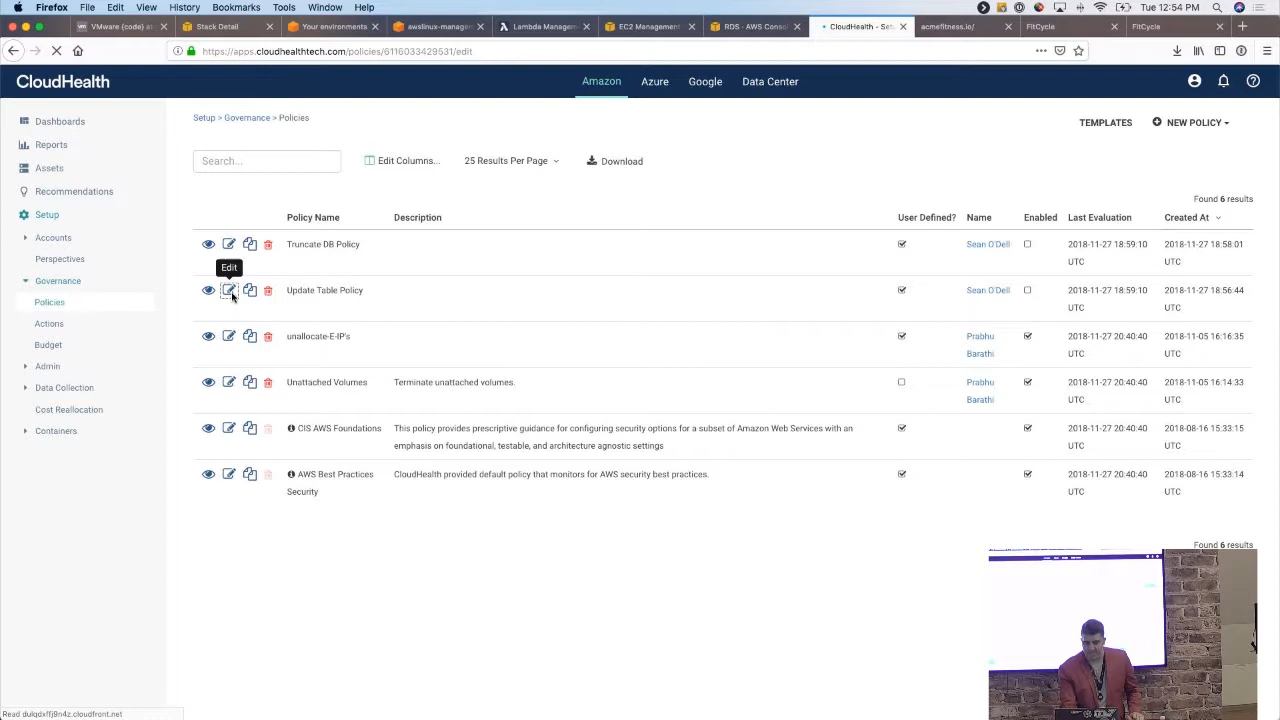 Firefox File Edit View History Bookmarks Tools Window Help Tue 12:54 PM
VMware {code} at Stack Detail Your environments awslinux-manage Lambda Managem EC2 Management RDS - AWS Conso CloudHealth - Setu acmefitness.io/ FitCycle FitCycle
https://apps.cloudhealthtech.com/policies/6116033429531/edit
CloudHealth Amazon Azure Google Data Center
Dashboards
Reports
Assets
Recommendations
Setup
Accounts
Perspectives
Governance
Policies
Actions
Budget
Admin
Data Collection
Cost Reallocation
Containers
Setup > Governance > Policies
TEMPLATES NEW POLICY
Search... Edit Columns... 25 Results Per Page Download
Found 6 results
Policy Name Description User Defined? Name Enabled Last Evaluation Created At
Truncate DB Policy Sean O'Dell 2018-11-27 18:59:10 2018-11-27 18:58:01
UTC UTC
Edit
Update Table Policy Sean O'Dell 2018-11-27 18:59:10 2018-11-27 18:56:44
UTC UTC
unallocate-E-IP's Prabhu 2018-11-27 20:40:40 2018-11-05 16:16:35
Barathi UTC UTC
Unattached Volumes Terminate unattached volumes. Prabhu 2018-11-27 20:40:40 2018-11-05 16:14:33
Barathi UTC UTC
CIS AWS Foundations This policy provides prescriptive guidance for configuring security options for a subset of Amazon Web Services with an 2018-11-27 20:40:40 2018-08-16 15:33:15
emphasis on foundational, testable, and architecture agnostic settings UTC UTC
AWS Best Practices CloudHealth provided default policy that monitors for AWS security best practices. 2018-11-27 20:40:40 2018-08-16 15:33:14
Security UTC UTC
Found 6 results
Read dulqdxffj9n4z.cloudfront.net